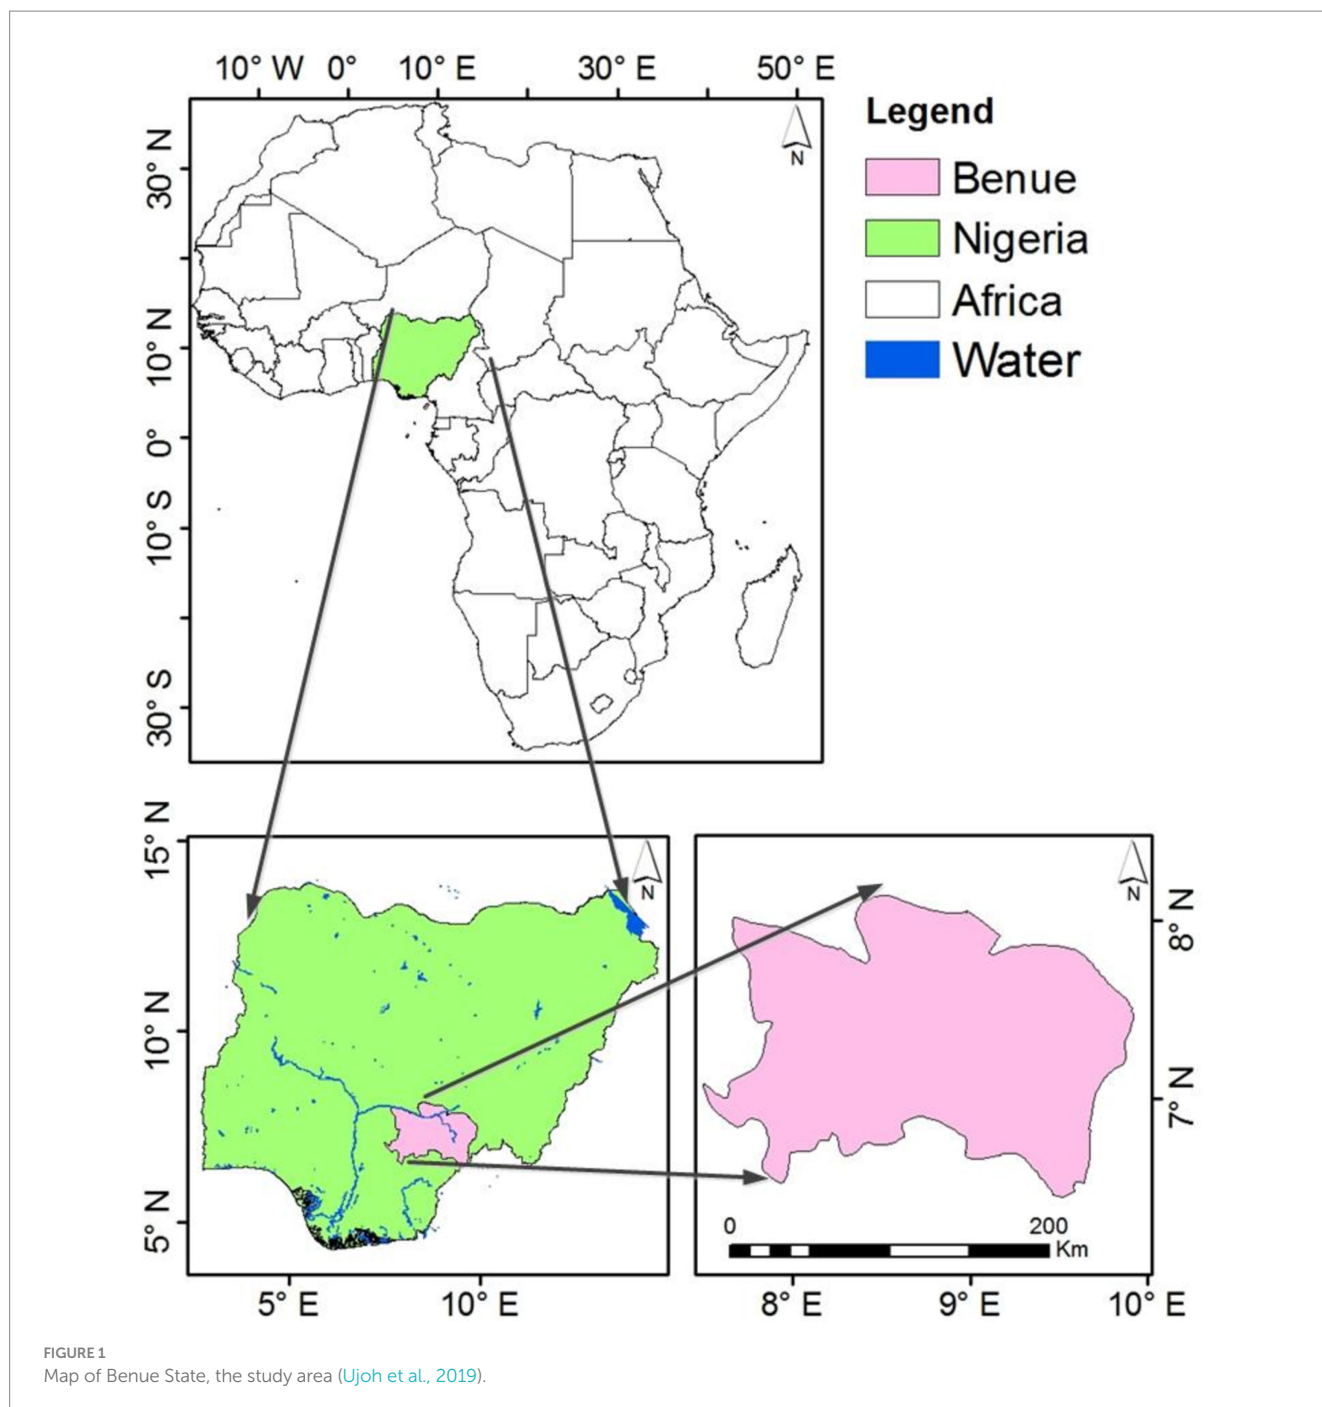 10° W 0° 10° E 30° E 50° E
30° N
10° N
0°
10° S
30° S
N
Legend
Benue
Nigeria
Africa
Water
15° N
10° N
5° N
N
5° E 10° E
N
8° N
7° N
0 200
Km
8° E 9° E 10° E
FIGURE 1
Map of Benue State, the study area (Ujoh et al., 2019).